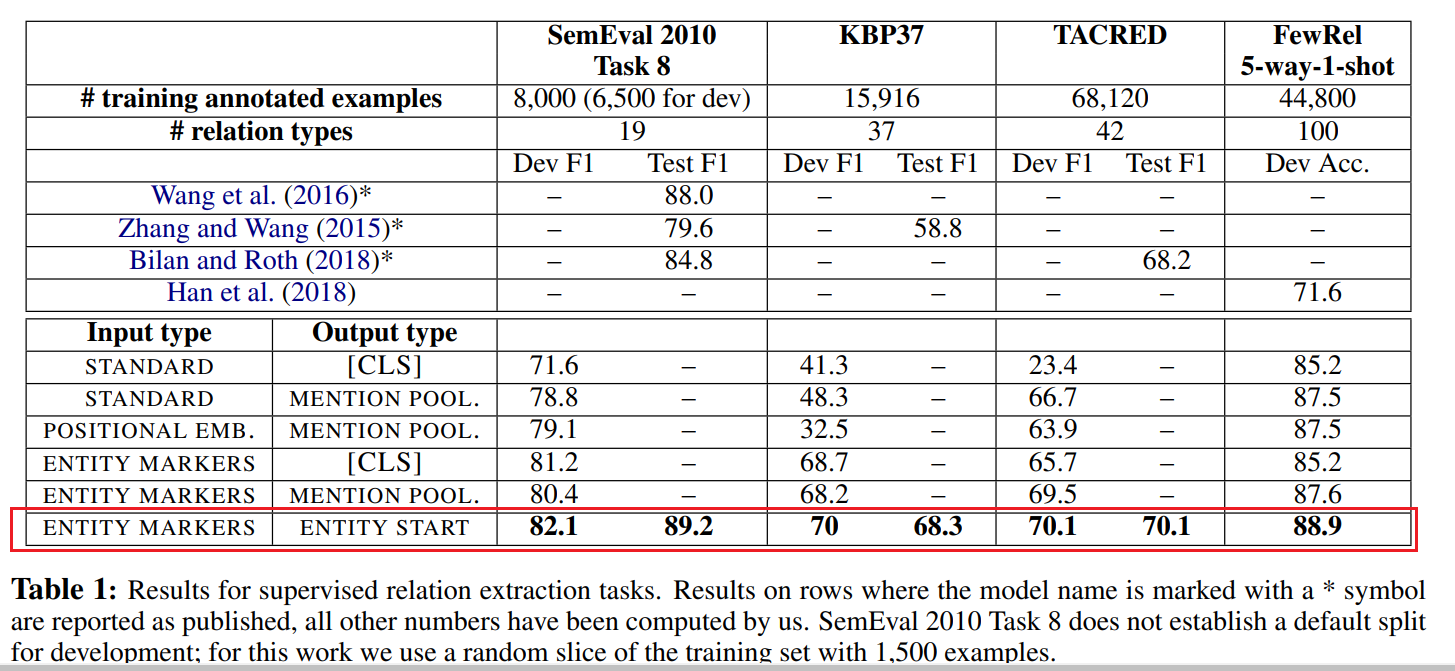 SemEval 2010 KBP37 TACRED FewRel
Task 8 5-way-1-shot
# training annotated examples 8,000 (6,500 for dev) 15,916 68,120 44,800
# relation types 19 37 42 100
Dev F1 Test F1 Dev F1 Test F1 Dev F1 Test F1 Dev Acc.
Wang et al. (2016)* – 88.0 – – – – –
Zhang and Wang (2015)* – 79.6 – 58.8 – – –
Bilan and Roth (2018)* – 84.8 – – – 68.2 –
Han et al. (2018) – – – – – – 71.6
Input type Output type
STANDARD [CLS] 71.6 – 41.3 – 23.4 – 85.2
STANDARD MENTION POOL. 78.8 – 48.3 – 66.7 – 87.5
POSITIONAL EMB. MENTION POOL. 79.1 – 32.5 – 63.9 – 87.5
ENTITY MARKERS [CLS] 81.2 – 68.7 – 65.7 – 85.2
ENTITY MARKERS MENTION POOL. 80.4 – 68.2 – 69.5 – 87.6
ENTITY MARKERS ENTITY START 82.1 89.2 70 68.3 70.1 70.1 88.9
Table 1: Results for supervised relation extraction tasks. Results on rows where the model name is marked with a * symbol
are reported as published, all other numbers have been computed by us. SemEval 2010 Task 8 does not establish a default split
for development; for this work we use a random slice of the training set with 1,500 examples.